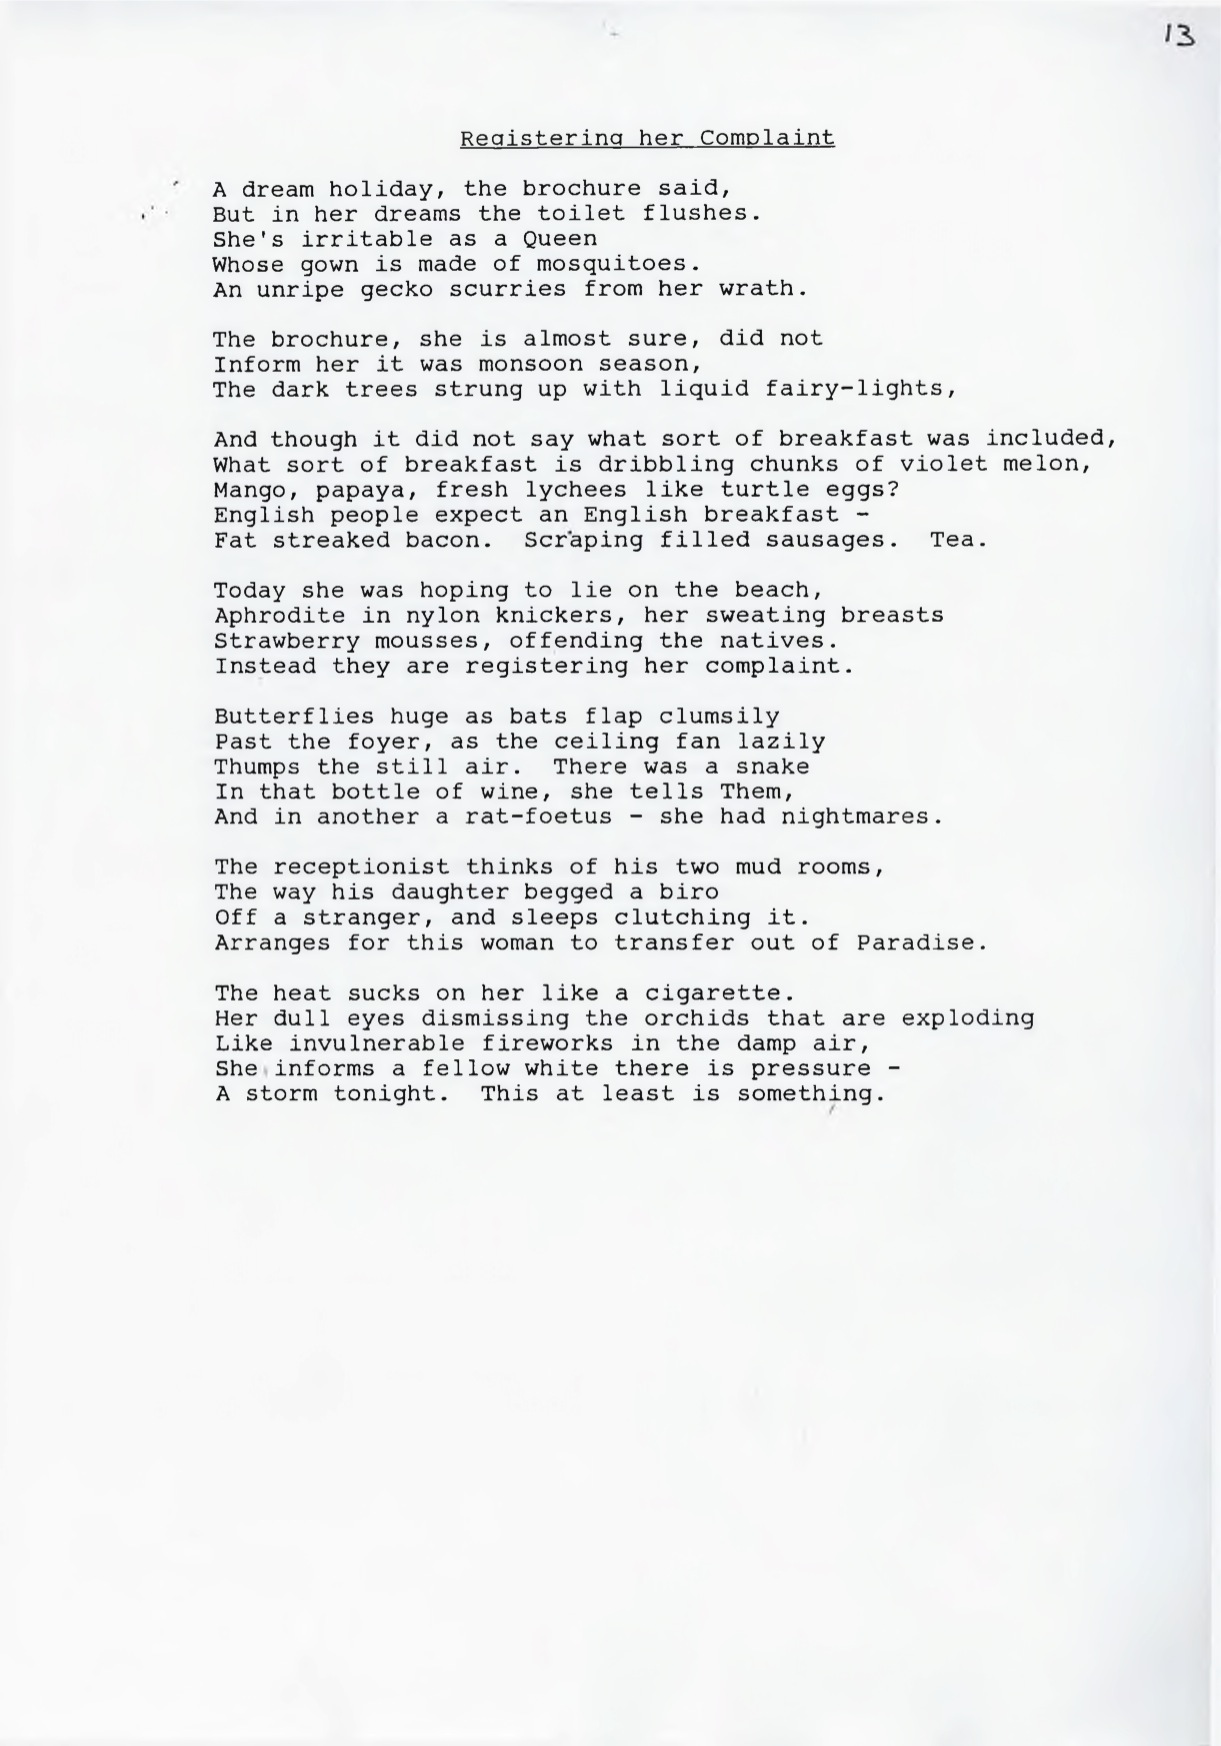 13
Registering her Complaint
A dream holiday, the brochure said,
But in her dreams the toilet flushes.
She's irritable as a Queen
Whose gown is made of mosquitoes.
An unripe gecko scurries from her wrath.
The brochure, she is almost sure, did not
Inform her it was monsoon season,
The dark trees strung up with liquid fairy-lights,
And though it did not say what sort of breakfast was included,
What sort of breakfast is dribbling chunks of violet melon,
Mango, papaya, fresh lychees like turtle eggs?
English people expect an English breakfast -
Fat streaked bacon. Scraping filled sausages. Tea.
Today she was hoping to lie on the beach,
Aphrodite in nylon knickers, her sweating breasts
Strawberry mousses, offending the natives.
Instead they are registering her complaint.
Butterflies huge as bats flap clumsily
Past the foyer, as the ceiling fan lazily
Thumps the still air. There was a snake
In that bottle of wine, she tells Them,
And in another a rat-foetus - she had nightmares.
The receptionist thinks of his two mud rooms,
The way his daughter begged a biro
Off a stranger, and sleeps clutching it.
Arranges for this woman to transfer out of Paradise.
The heat sucks on her like a cigarette.
Her dull eyes dismissing the orchids that are exploding
Like invulnerable fireworks in the damp air,
She informs a fellow white there is pressure -
A storm tonight. This at least is something.